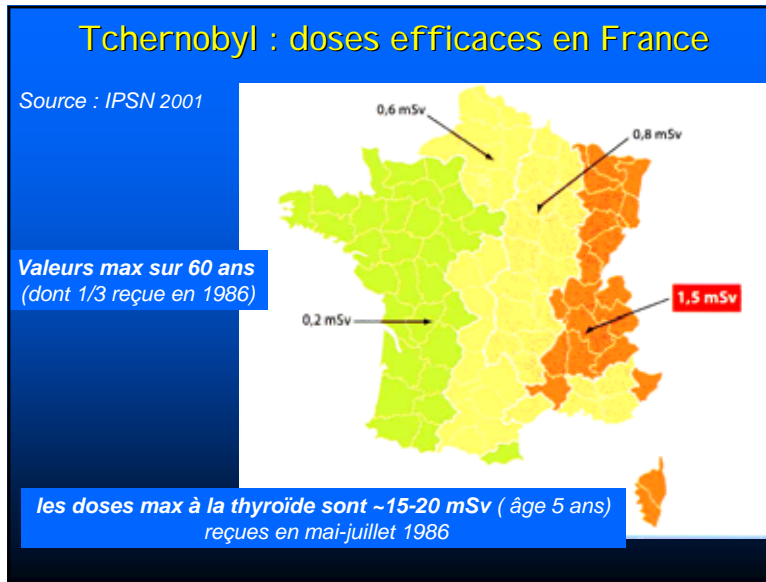 Tchernobyl : doses efficaces en France
Source : IPSN 2001
0,6 mSv
0,8 mSv
Valeurs max sur 60 ans
(dont 1/3 reçue en 1986)
1,5 mSv
0,2 mSv
les doses max à la thyroïde sont ~15-20 mSv ( âge 5 ans)
reçues en mai-juillet 1986